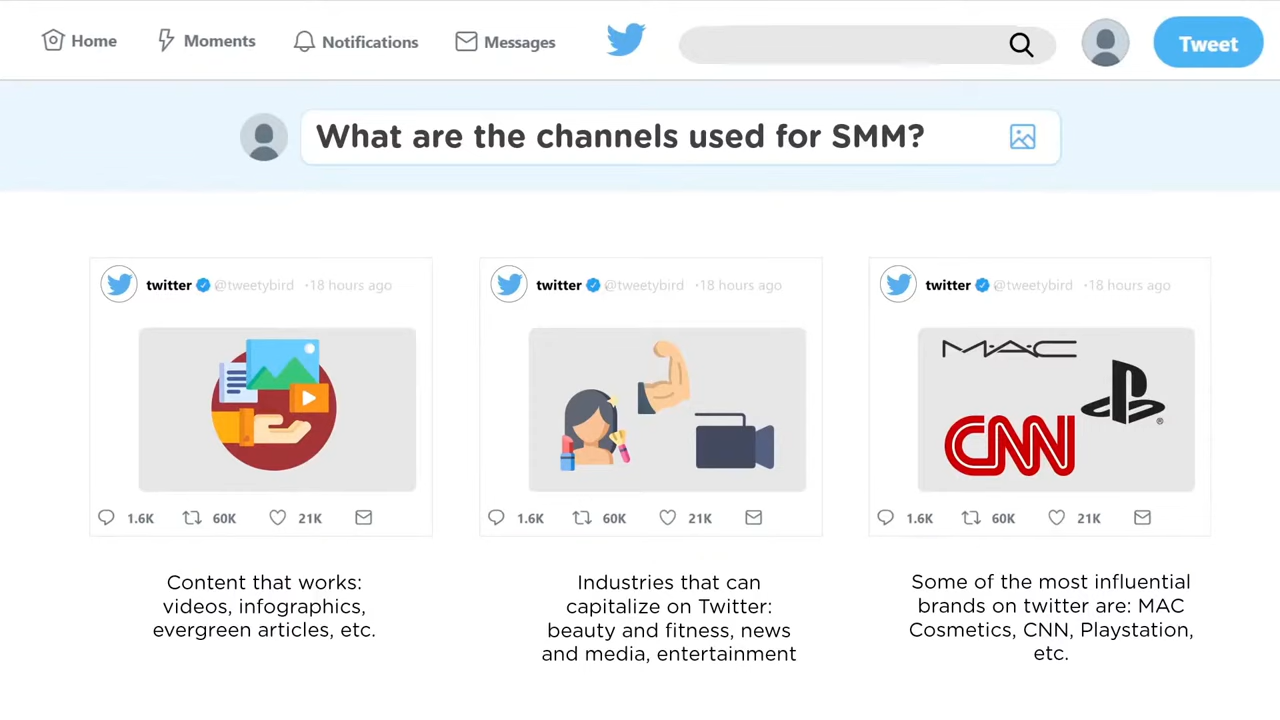 Home Moments Notifications Messages Tweet
What are the channels used for SMM?
twitter @tweetybird ·18 hours ago
1.6K 60K 21K
Content that works:
videos, infographics,
evergreen articles, etc.
twitter @tweetybird ·18 hours ago
1.6K 60K 21K
Industries that can
capitalize on Twitter:
beauty and fitness, news
and media, entertainment
twitter @tweetybird ·18 hours ago
M·A·C
CNN
®
1.6K 60K 21K
Some of the most influential
brands on twitter are: MAC
Cosmetics, CNN, Playstation,
etc.